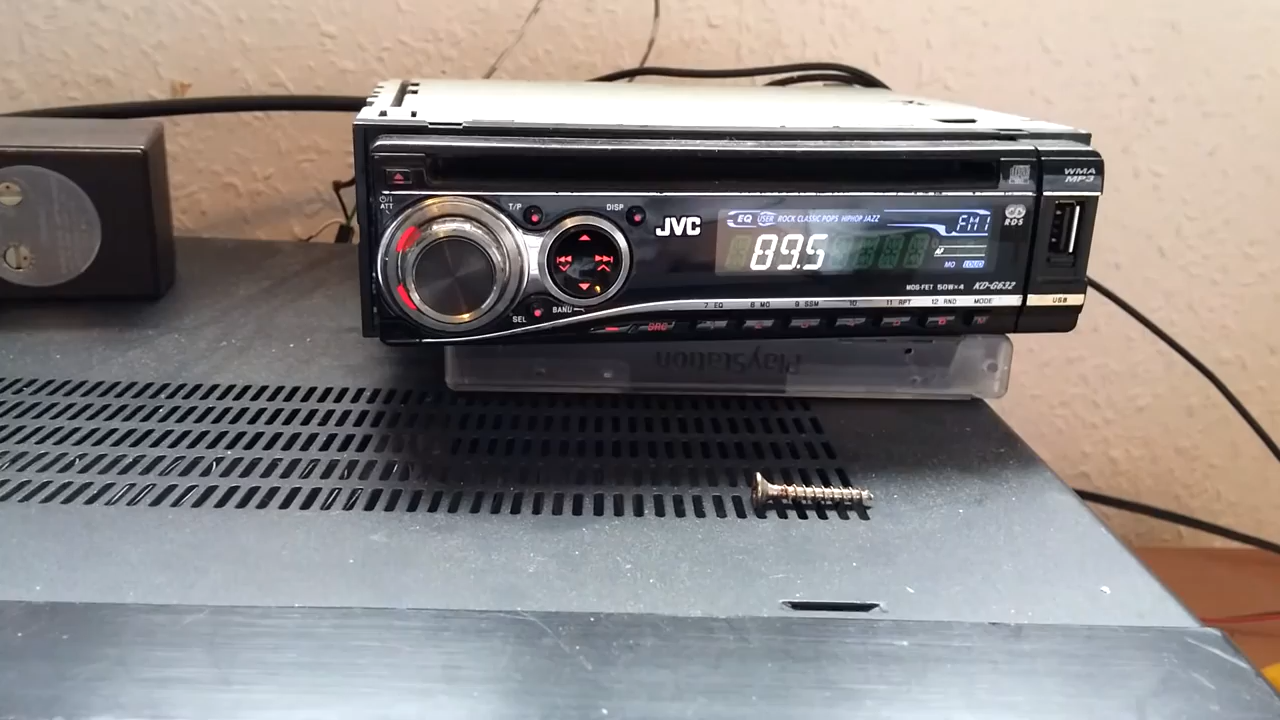 WMA
MP3
⏻/I
ATT
T/P
DISP
JVC
EQ USER ROCK CLASSIC POPS HIPHOP JAZZ
FM1
RDS
89.5
MO LOUD
MOS-FET 50W×4 KD-G632
SEL
BAND
7 EQ 8 MO 9 SSM 10 11 RPT 12 RND MODE
USB
PlayStation